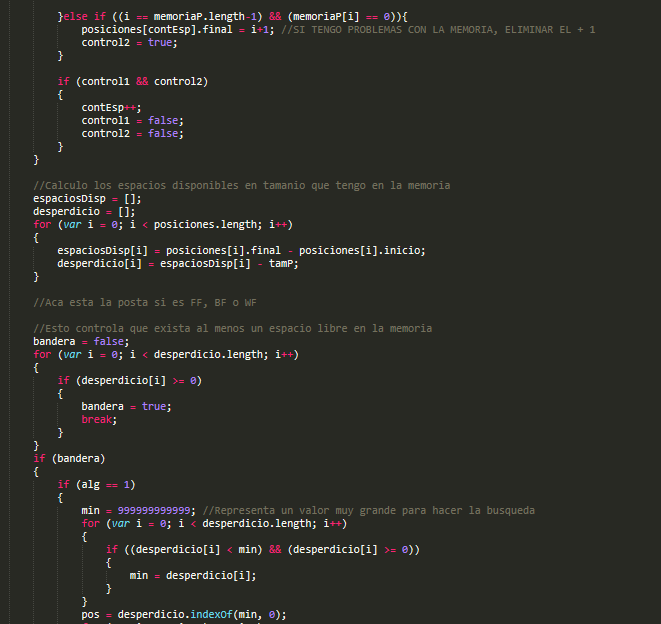 }else if ((i == memoriaP.length-1) && (memoriaP[i] == 0)){
posiciones[contEsp].final = i+1; //SI TENGO PROBLEMAS CON LA MEMORIA, ELIMINAR EL + 1
control2 = true;
}
if (control1 && control2)
{
contEsp++;
control1 = false;
control2 = false;
}
}
//Calculo los espacios disponibles en tamanio que tengo en la memoria
espaciosDisp = [];
desperdicio = [];
for (var i = 0; i < posiciones.length; i++)
{
espaciosDisp[i] = posiciones[i].final - posiciones[i].inicio;
desperdicio[i] = espaciosDisp[i] - tamP;
}
//Aca esta la posta si es FF, BF o WF
//Esto controla que exista al menos un espacio libre en la memoria
bandera = false;
for (var i = 0; i < desperdicio.length; i++)
{
if (desperdicio[i] >= 0)
{
bandera = true;
break;
}
}
if (bandera)
{
if (alg == 1)
{
min = 999999999999; //Representa un valor muy grande para hacer la busqueda
for (var i = 0; i < desperdicio.length; i++)
{
if ((desperdicio[i] < min) && (desperdicio[i] >= 0))
{
min = desperdicio[i];
}
}
pos = desperdicio.indexOf(min, 0);